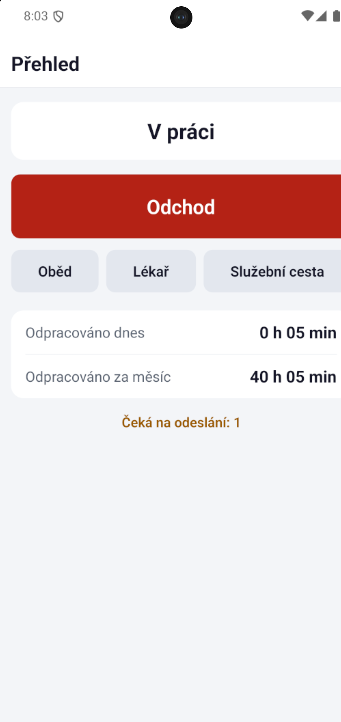 8:03
Přehled
V práci
Odchod
Oběd Lékař Služební cesta
Odpracováno dnes 0 h 05 min
Odpracováno za měsíc 40 h 05 min
Čeká na odeslání: 1